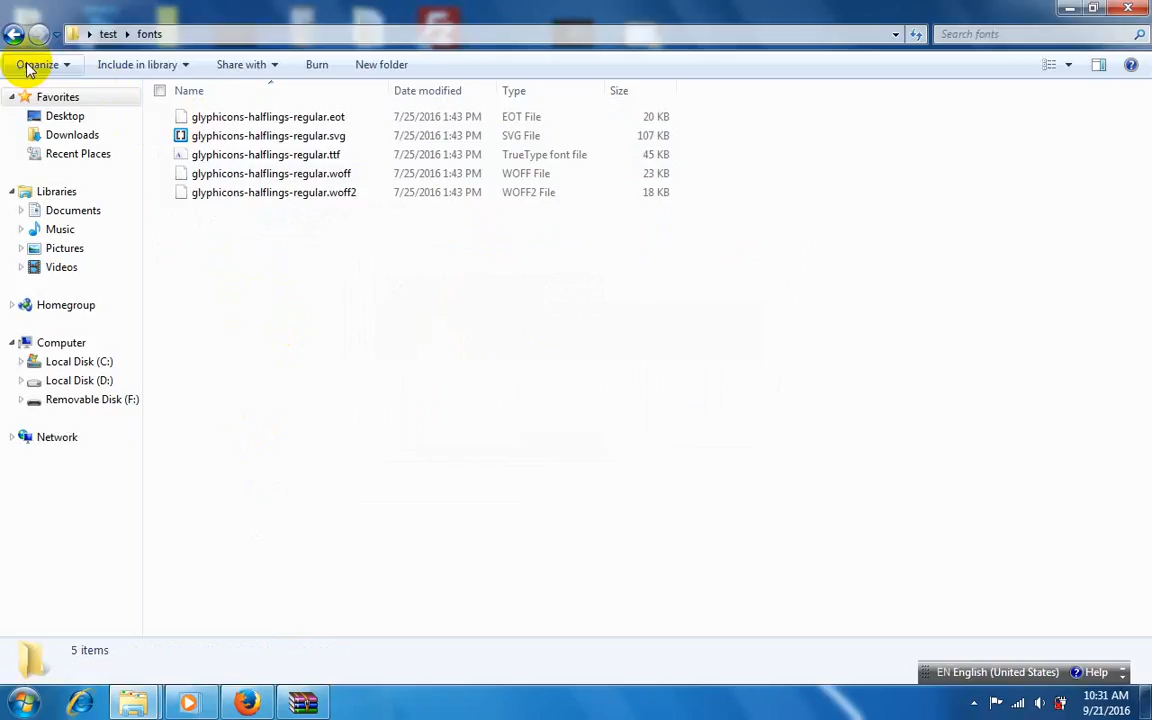 test fonts
Search fonts
Organize Include in library Share with Burn New folder
Favorites
Desktop
Downloads
Recent Places
Libraries
Documents
Music
Pictures
Videos
Homegroup
Computer
Local Disk (C:)
Local Disk (D:)
Removable Disk (F:)
Network
Name Date modified Type Size
glyphicons-halflings-regular.eot 7/25/2016 1:43 PM EOT File 20 KB
glyphicons-halflings-regular.svg 7/25/2016 1:43 PM SVG File 107 KB
glyphicons-halflings-regular.ttf 7/25/2016 1:43 PM TrueType font file 45 KB
glyphicons-halflings-regular.woff 7/25/2016 1:43 PM WOFF File 23 KB
glyphicons-halflings-regular.woff2 7/25/2016 1:43 PM WOFF2 File 18 KB
5 items
EN English (United States) Help
10:31 AM
9/21/2016